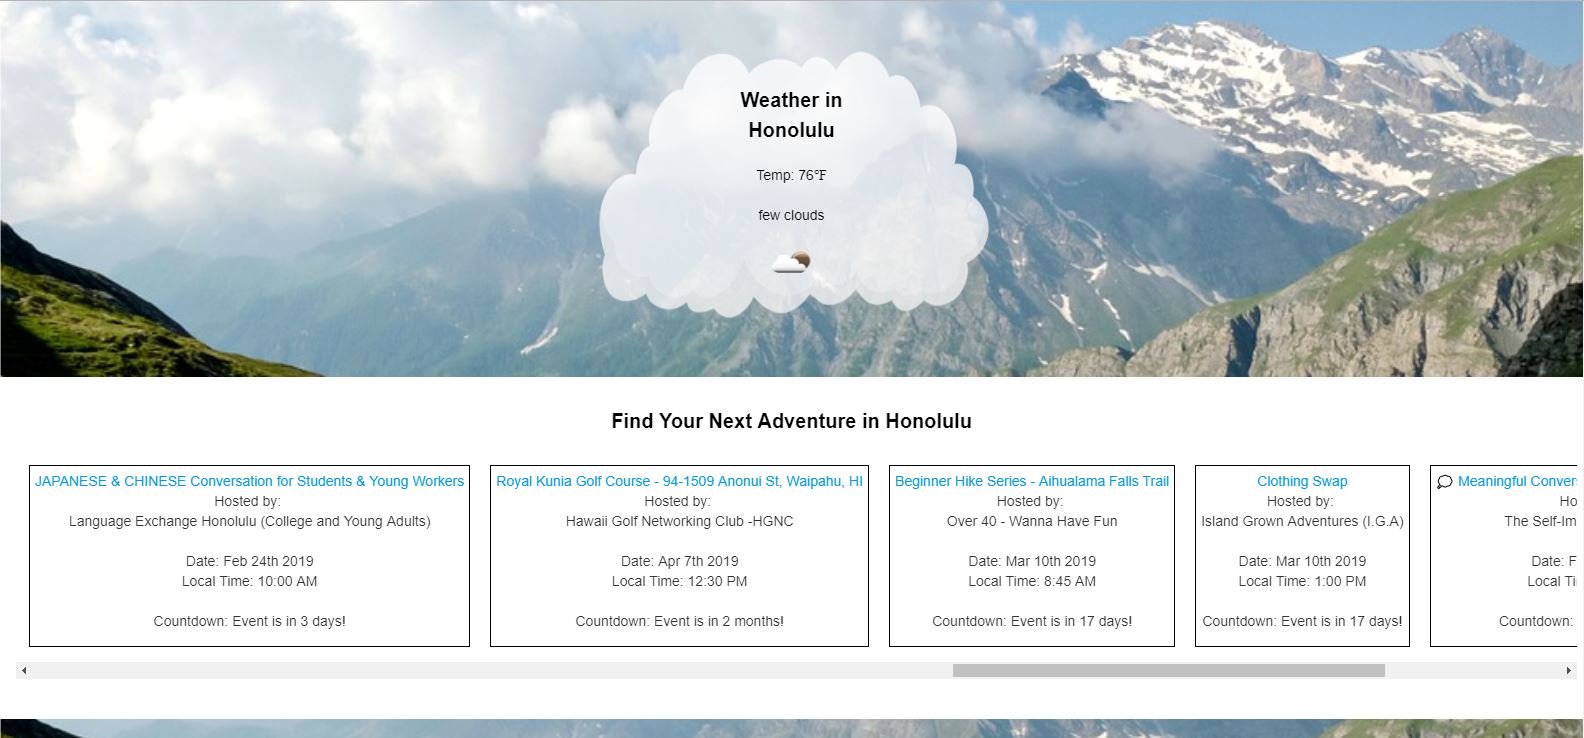 Weather in
Honolulu
Temp: 76°F
few clouds
Find Your Next Adventure in Honolulu
JAPANESE & CHINESE Conversation for Students & Young Workers
Hosted by:
Language Exchange Honolulu (College and Young Adults)
Date: Feb 24th 2019
Local Time: 10:00 AM
Countdown: Event is in 3 days!
Royal Kunia Golf Course - 94-1509 Anonui St, Waipahu, HI
Hosted by:
Hawaii Golf Networking Club -HGNC
Date: Apr 7th 2019
Local Time: 12:30 PM
Countdown: Event is in 2 months!
Beginner Hike Series - Aihualama Falls Trail
Hosted by:
Over 40 - Wanna Have Fun
Date: Mar 10th 2019
Local Time: 8:45 AM
Countdown: Event is in 17 days!
Clothing Swap
Hosted by:
Island Grown Adventures (I.G.A)
Date: Mar 10th 2019
Local Time: 1:00 PM
Countdown: Event is in 17 days!
Meaningful Conver
Ho
The Self-Im
Date: F
Local Ti
Countdown: